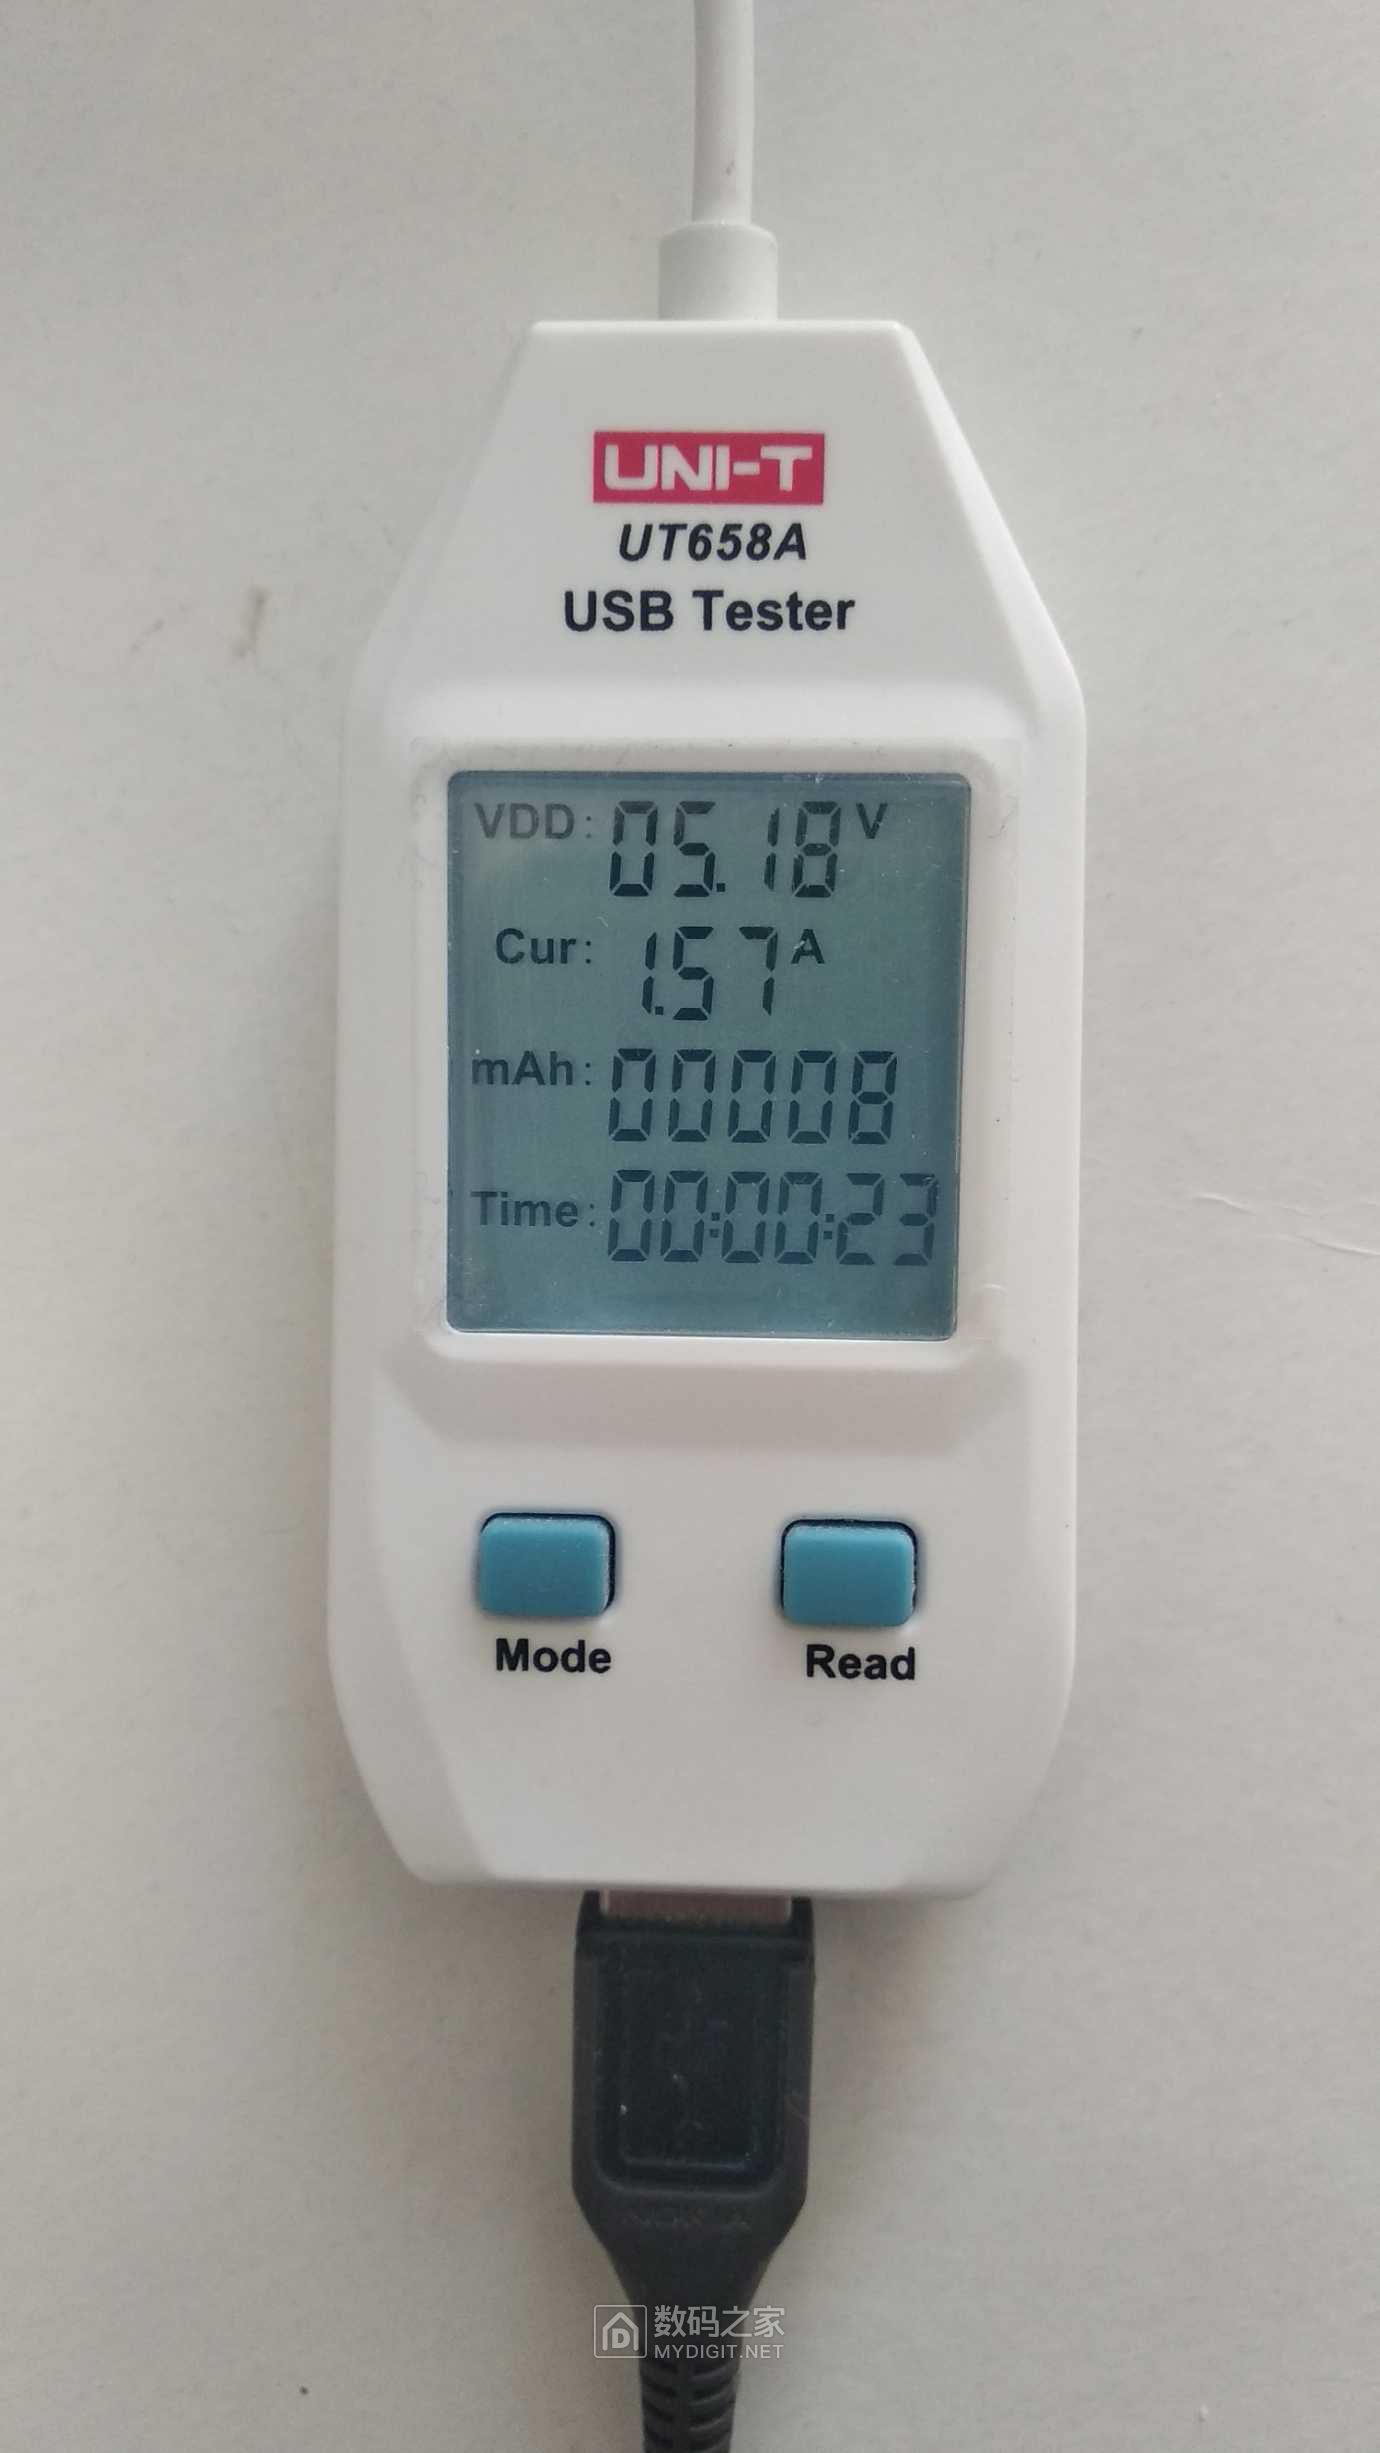 UNI-T
UT658A
USB Tester
VDD: 05.18 V
Cur: 1.57 A
mAh: 00008
Time: 00:00:23
Mode Read
NOKIA
数码之家
MYDIGIT.NET